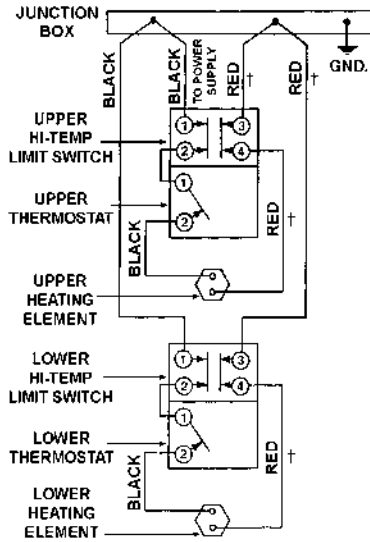 JUNCTION
BOX
GND.
BLACK
BLACK
TO POWER
SUPPLY
RED
†
RED
†
UPPER
HI-TEMP
LIMIT SWITCH
1
3
2
4
UPPER
THERMOSTAT
1
2
BLACK
RED
†
UPPER
HEATING
ELEMENT
LOWER
HI-TEMP
LIMIT SWITCH
1
3
2
4
LOWER
THERMOSTAT
1
2
BLACK
RED
†
LOWER
HEATING
ELEMENT